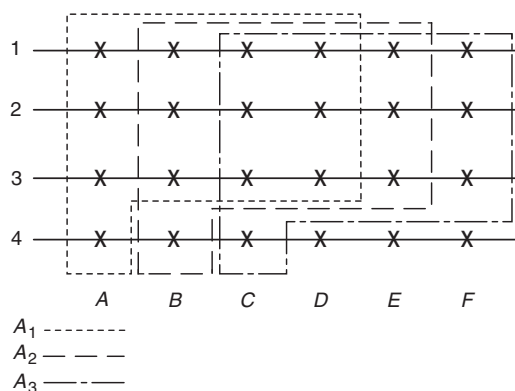 1 X X X X X X
2 X X X X X X
3 X X X X X X
4 X X X X X X
A B C D E F
A1
A2
A3